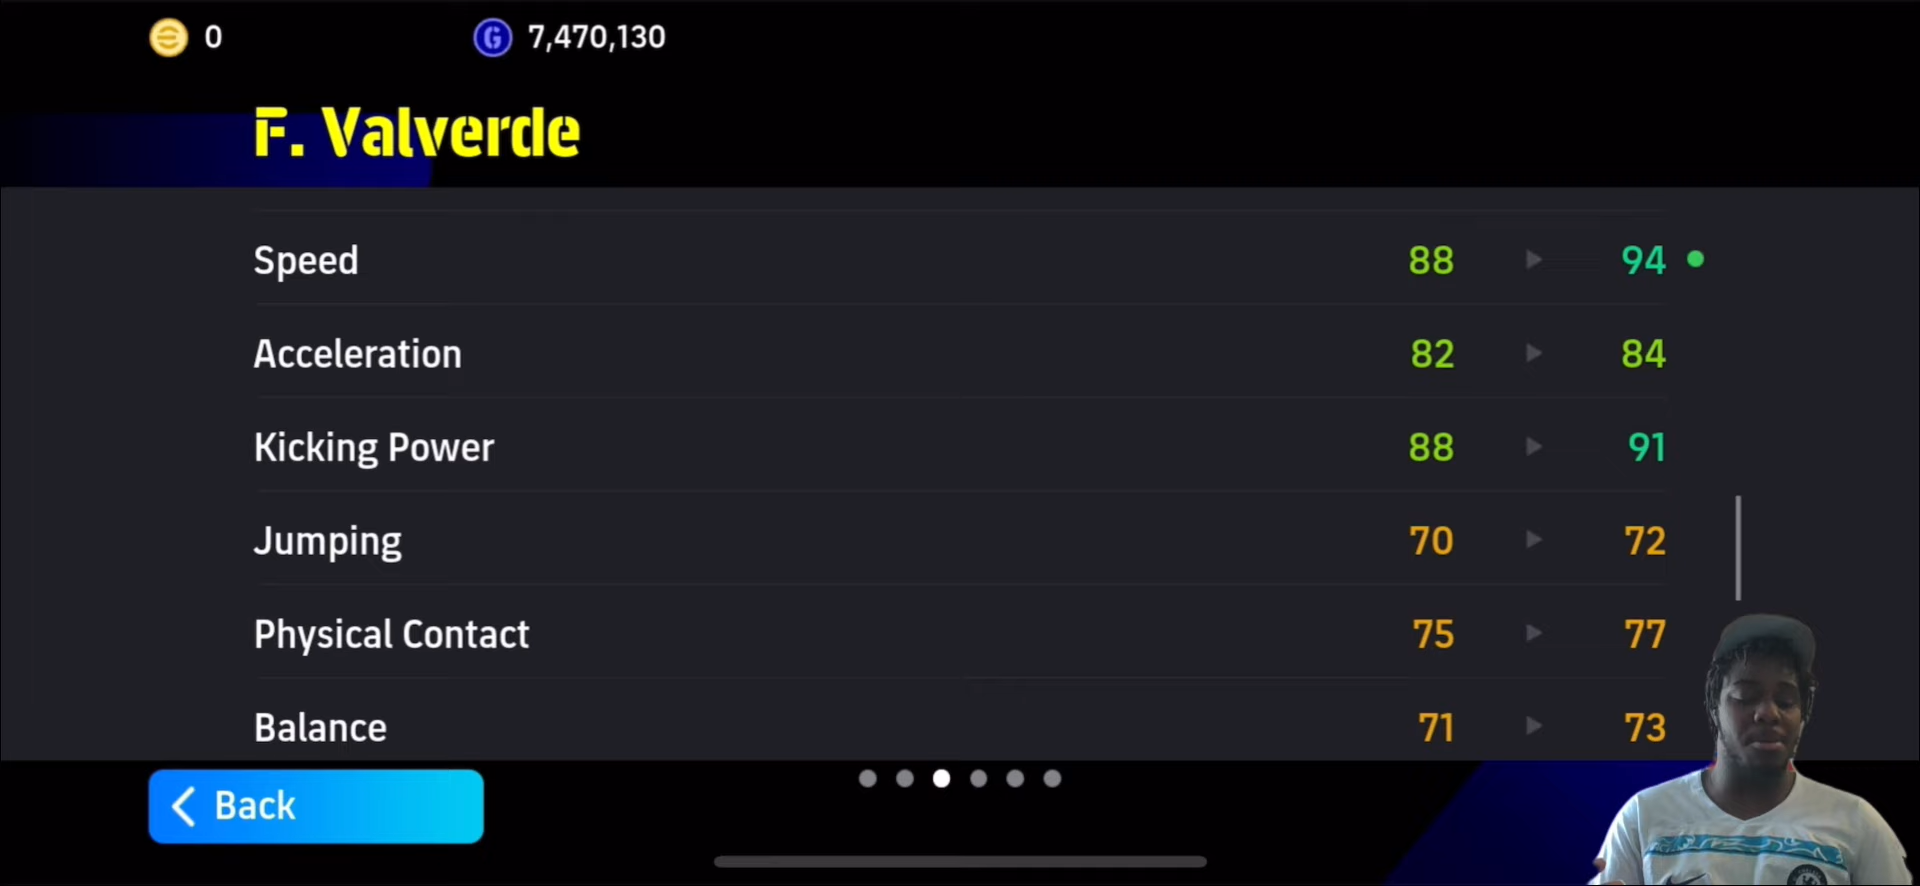 0 7,470,130
F. Valverde
Speed 88 94
Acceleration 82 84
Kicking Power 88 91
Jumping 70 72
Physical Contact 75 77
Balance 71 73
Back